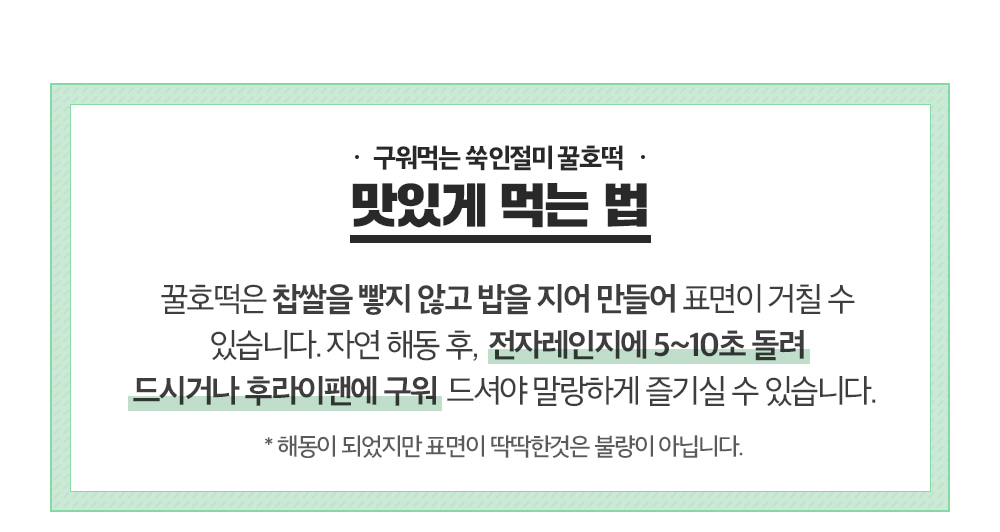 · 구워먹는 쑥인절미 꿀호떡 ·
맛있게 먹는 법
꿀호떡은 찹쌀을 빻지 않고 밥을 지어 만들어 표면이 거칠 수
있습니다. 자연 해동 후, 전자레인지에 5~10초 돌려
드시거나 후라이팬에 구워 드셔야 말랑하게 즐기실 수 있습니다.
* 해동이 되었지만 표면이 딱딱한것은 불량이 아닙니다.